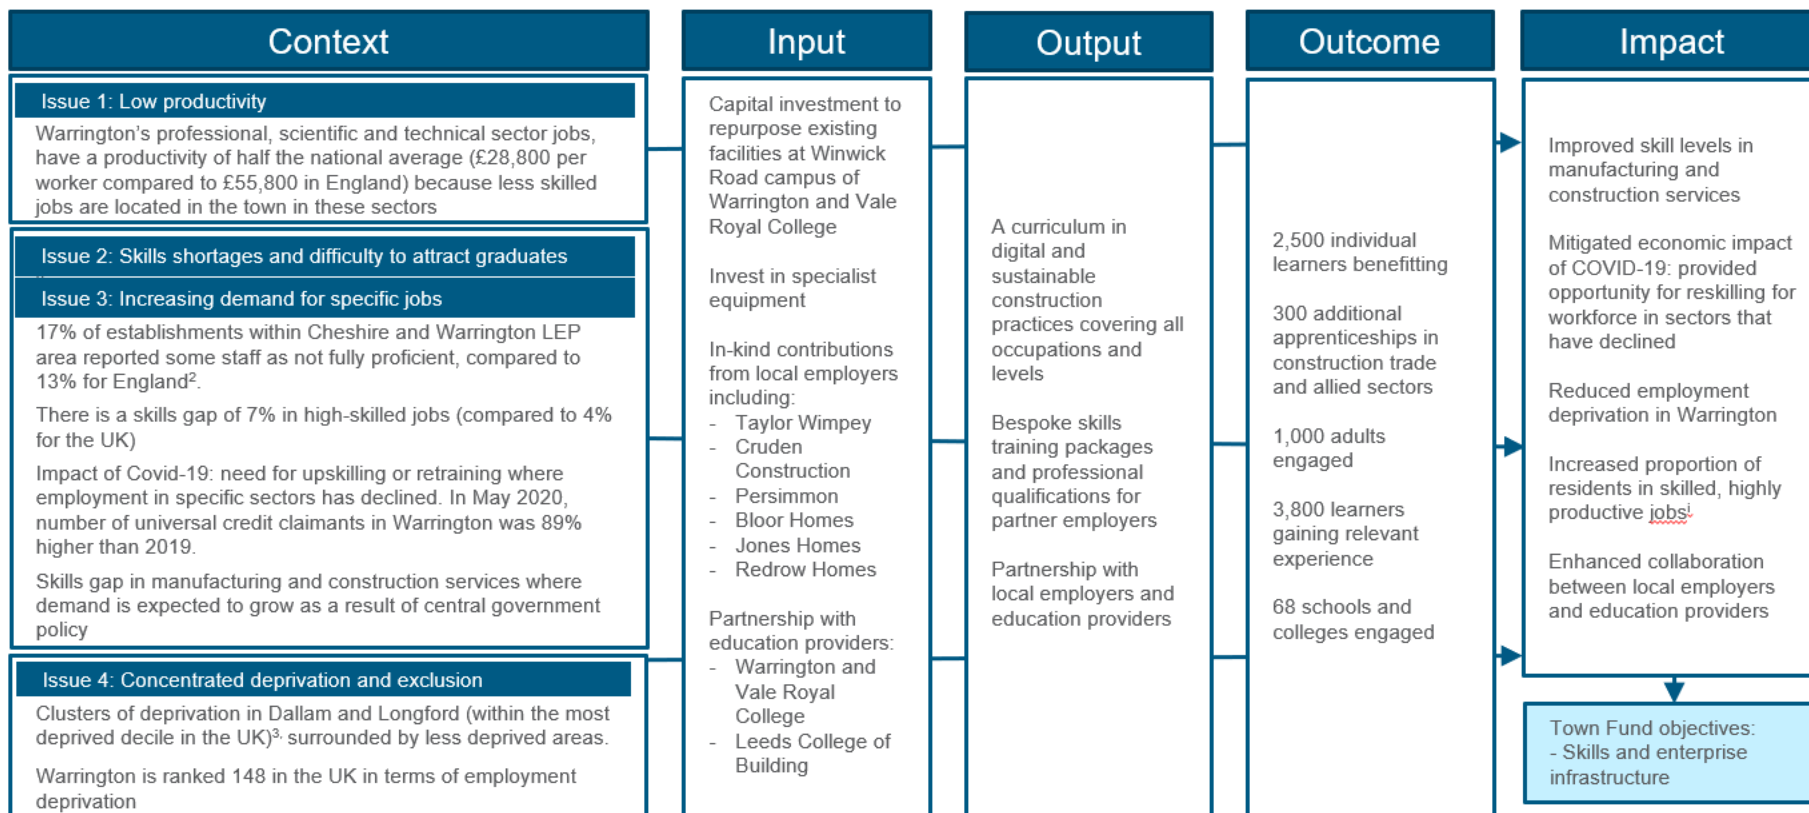 Context
Issue 1: Low productivity
Warrington's professional, scientific and technical sector jobs,
have a productivity of half the national average (£28,800 per
worker compared to £55,800 in England) because less skilled
jobs are located in the town in these sectors
Issue 2: Skills shortages and difficulty to attract graduates
Issue 3: Increasing demand for specific jobs
17% of establishments within Cheshire and Warrington LEP
area reported some staff as not fully proficient, compared to
13% for England².
There is a skills gap of 7% in high-skilled jobs (compared to 4%
for the UK)
Impact of Covid-19: need for upskilling or retraining where
employment in specific sectors has declined. In May 2020,
number of universal credit claimants in Warrington was 89%
higher than 2019.
Skills gap in manufacturing and construction services where
demand is expected to grow as a result of central government
policy
Issue 4: Concentrated deprivation and exclusion
Clusters of deprivation in Dallam and Longford (within the most
deprived decile in the UK)³· surrounded by less deprived areas.
Warrington is ranked 148 in the UK in terms of employment
deprivation
Input
Capital investment to
repurpose existing
facilities at Winwick
Road campus of
Warrington and Vale
Royal College
Invest in specialist
equipment
In-kind contributions
from local employers
including:
- Taylor Wimpey
- Cruden
Construction
- Persimmon
- Bloor Homes
- Jones Homes
- Redrow Homes
Partnership with
education providers:
- Warrington and
Vale Royal
College
- Leeds College of
Building
Output
A curriculum in
digital and
sustainable
construction
practices covering all
occupations and
levels
Bespoke skills
training packages
and professional
qualifications for
partner employers
Partnership with
local employers and
education providers
Outcome
2,500 individual
learners benefitting
300 additional
apprenticeships in
construction trade
and allied sectors
1,000 adults
engaged
3,800 learners
gaining relevant
experience
68 schools and
colleges engaged
Impact
Improved skill levels in
manufacturing and
construction services
Mitigated economic impact
of COVID-19: provided
opportunity for reskilling for
workforce in sectors that
have declined
Reduced employment
deprivation in Warrington
Increased proportion of
residents in skilled, highly
productive jobsⁱ
Enhanced collaboration
between local employers
and education providers
Town Fund objectives:
- Skills and enterprise
infrastructure